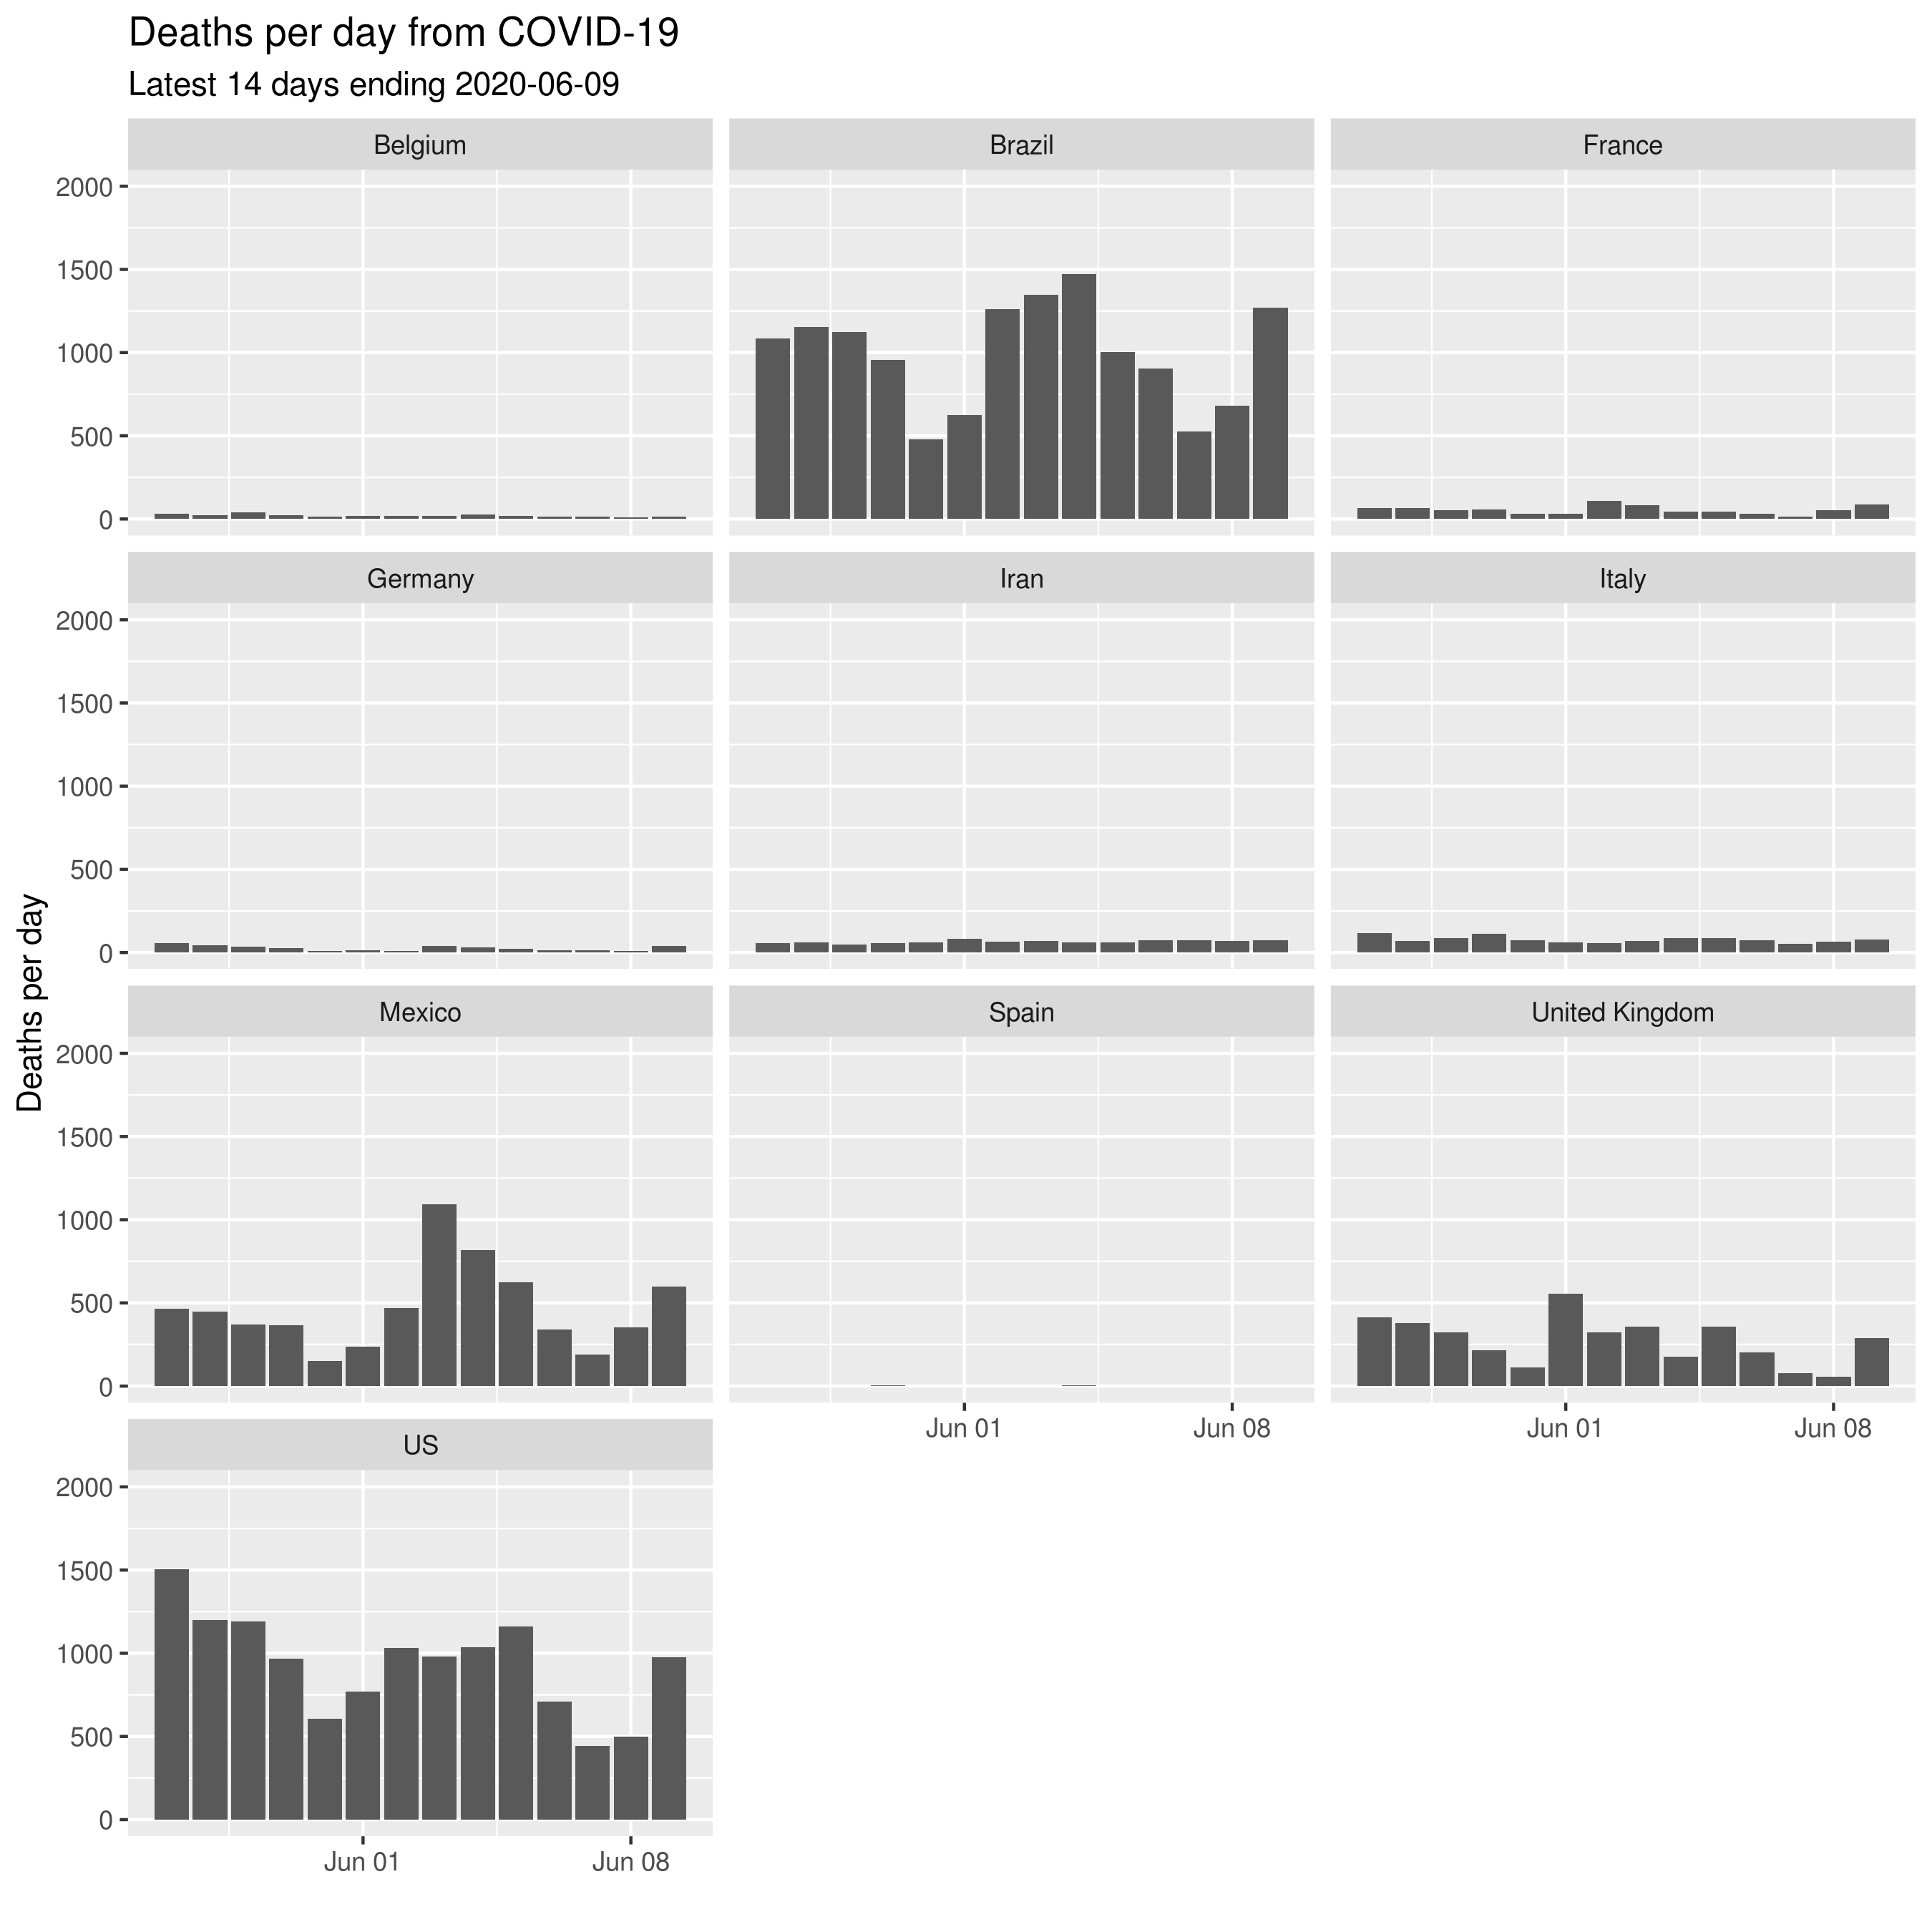 Deaths per day from COVID-19
Latest 14 days ending 2020-06-09
Belgium Brazil France
2000
1500
1000
500
0
Germany Iran Italy
2000
1500
1000
500
0
Deaths per day
Mexico Spain United Kingdom
2000
1500
1000
500
0
Jun 01 Jun 08 Jun 01 Jun 08
US
2000
1500
1000
500
0
Jun 01 Jun 08